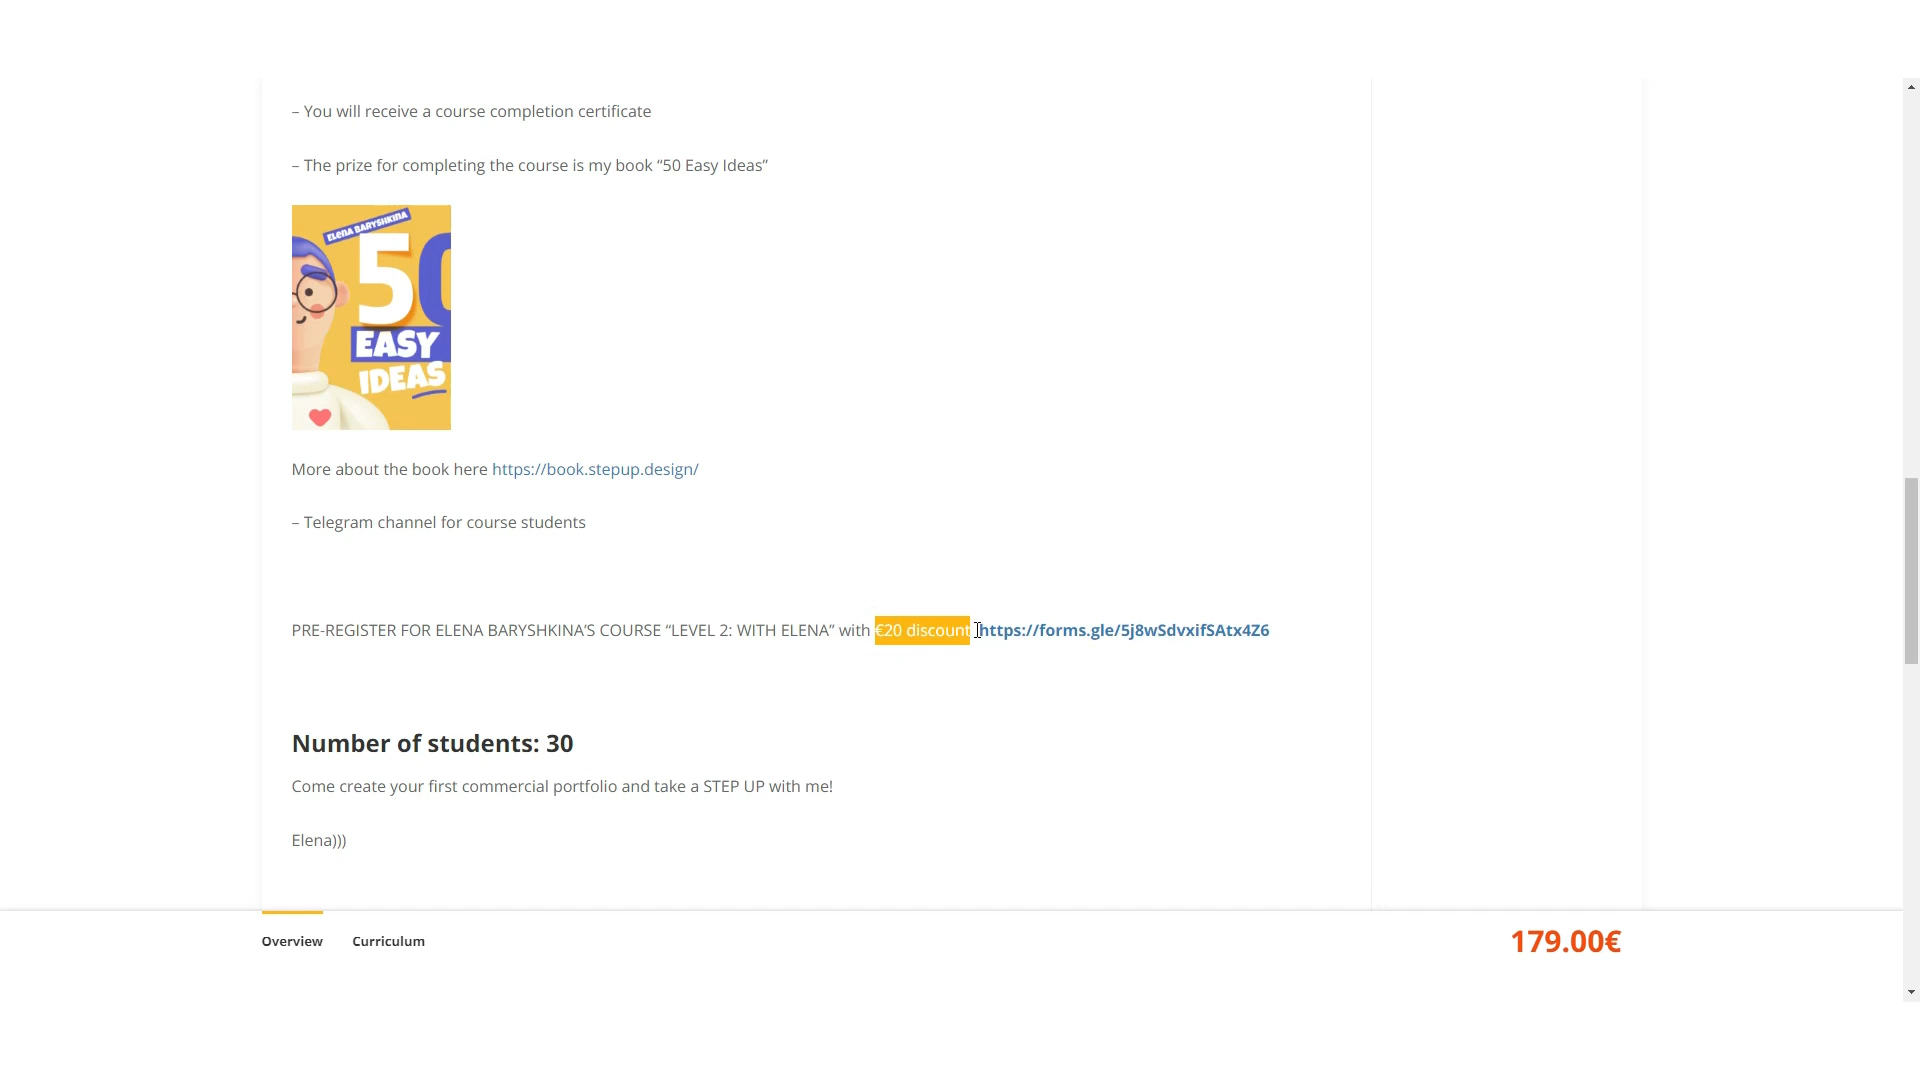 – You will receive a course completion certificate
– The prize for completing the course is my book “50 Easy Ideas”
ELENA BARYSHKINA
50
EASY
IDEAS
More about the book here https://book.stepup.design/
– Telegram channel for course students
PRE-REGISTER FOR ELENA BARYSHKINA’S COURSE “LEVEL 2: WITH ELENA” with €20 discount https://forms.gle/5j8wSdvxifSAtx4Z6
Number of students: 30
Come create your first commercial portfolio and take a STEP UP with me!
Elena)))
Overview Curriculum 179.00€